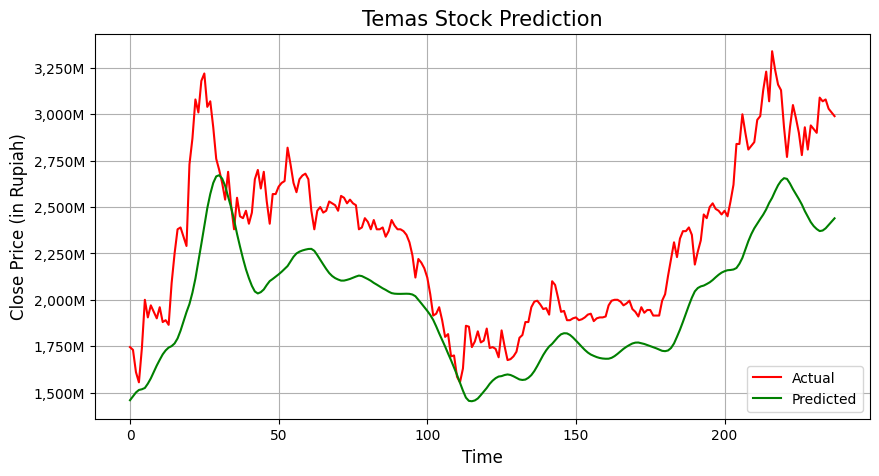 Temas Stock Prediction
Close Price (in Rupiah)
3,250M
3,000M
2,750M
2,500M
2,250M
2,000M
1,750M
1,500M
0 50 100 150 200
Time
Actual
Predicted